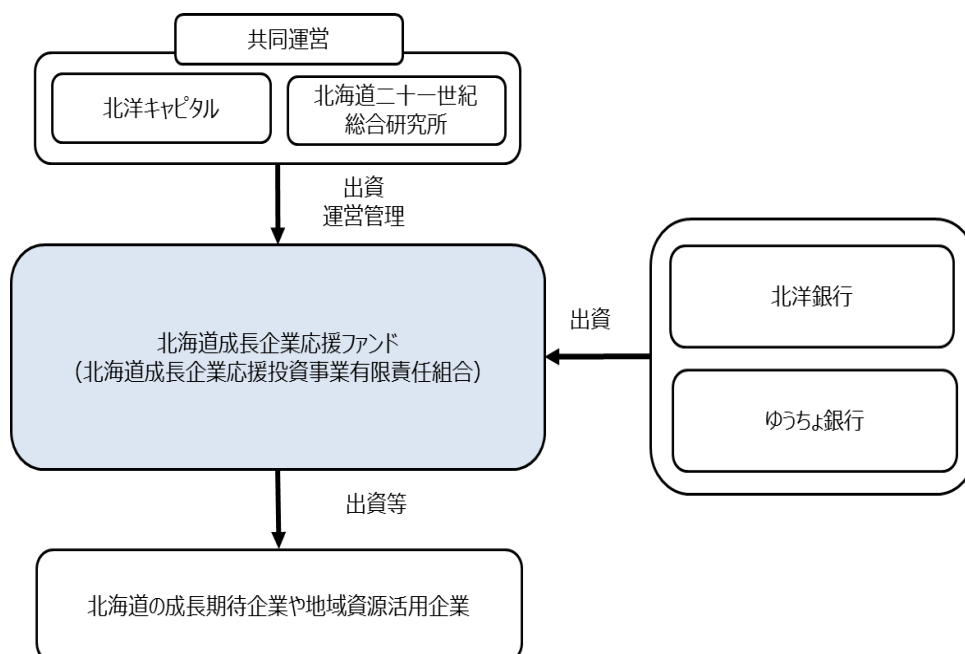 共同運営
北洋キャピタル
北海道二十一世紀
総合研究所
出資
運営管理
北海道成長企業応援ファンド
（北海道成長企業応援投資事業有限責任組合）
出資
北洋銀行
ゆうちょ銀行
出資等
北海道の成長期待企業や地域資源活用企業